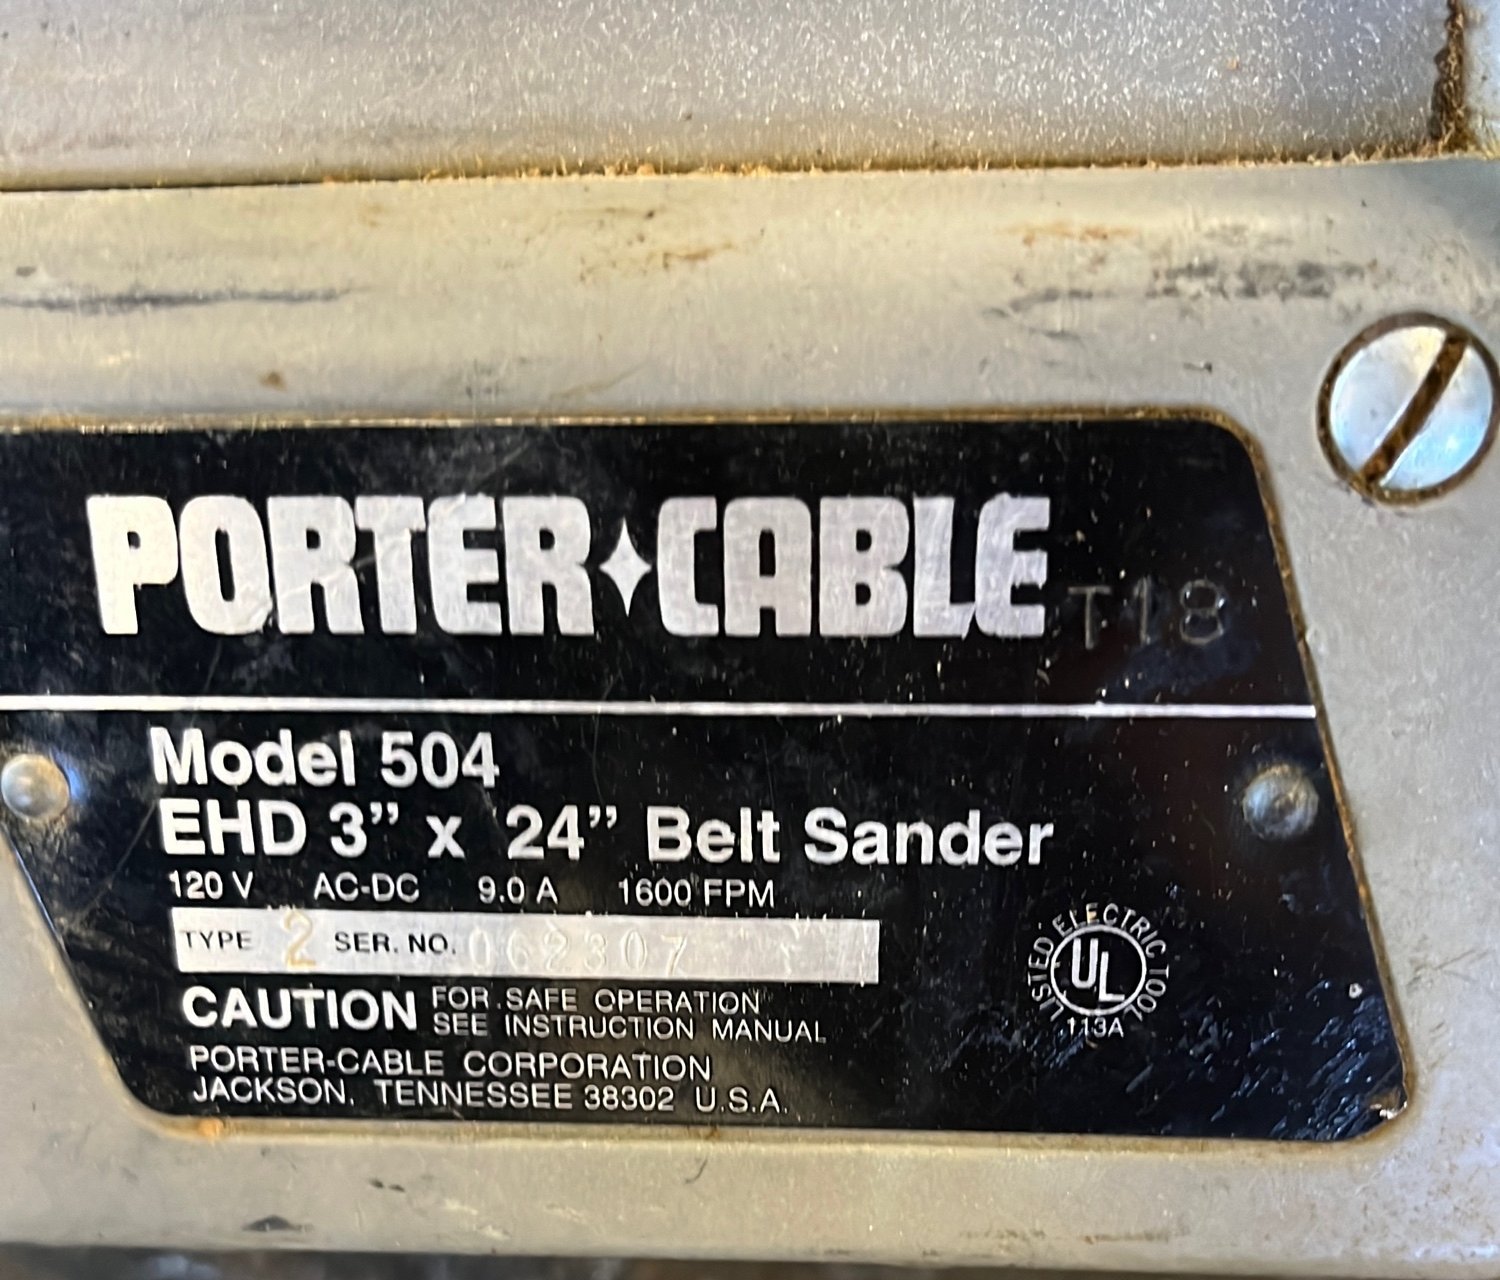 PORTER✦CABLE T18
Model 504
EHD 3” x 24” Belt Sander
120 V AC-DC 9.0 A 1600 FPM
TYPE 2 SER. NO. 062307
CAUTION FOR SAFE OPERATION
SEE INSTRUCTION MANUAL
PORTER-CABLE CORPORATION
JACKSON, TENNESSEE 38302 U.S.A.
LISTED ELECTRIC TOOL
UL
113A